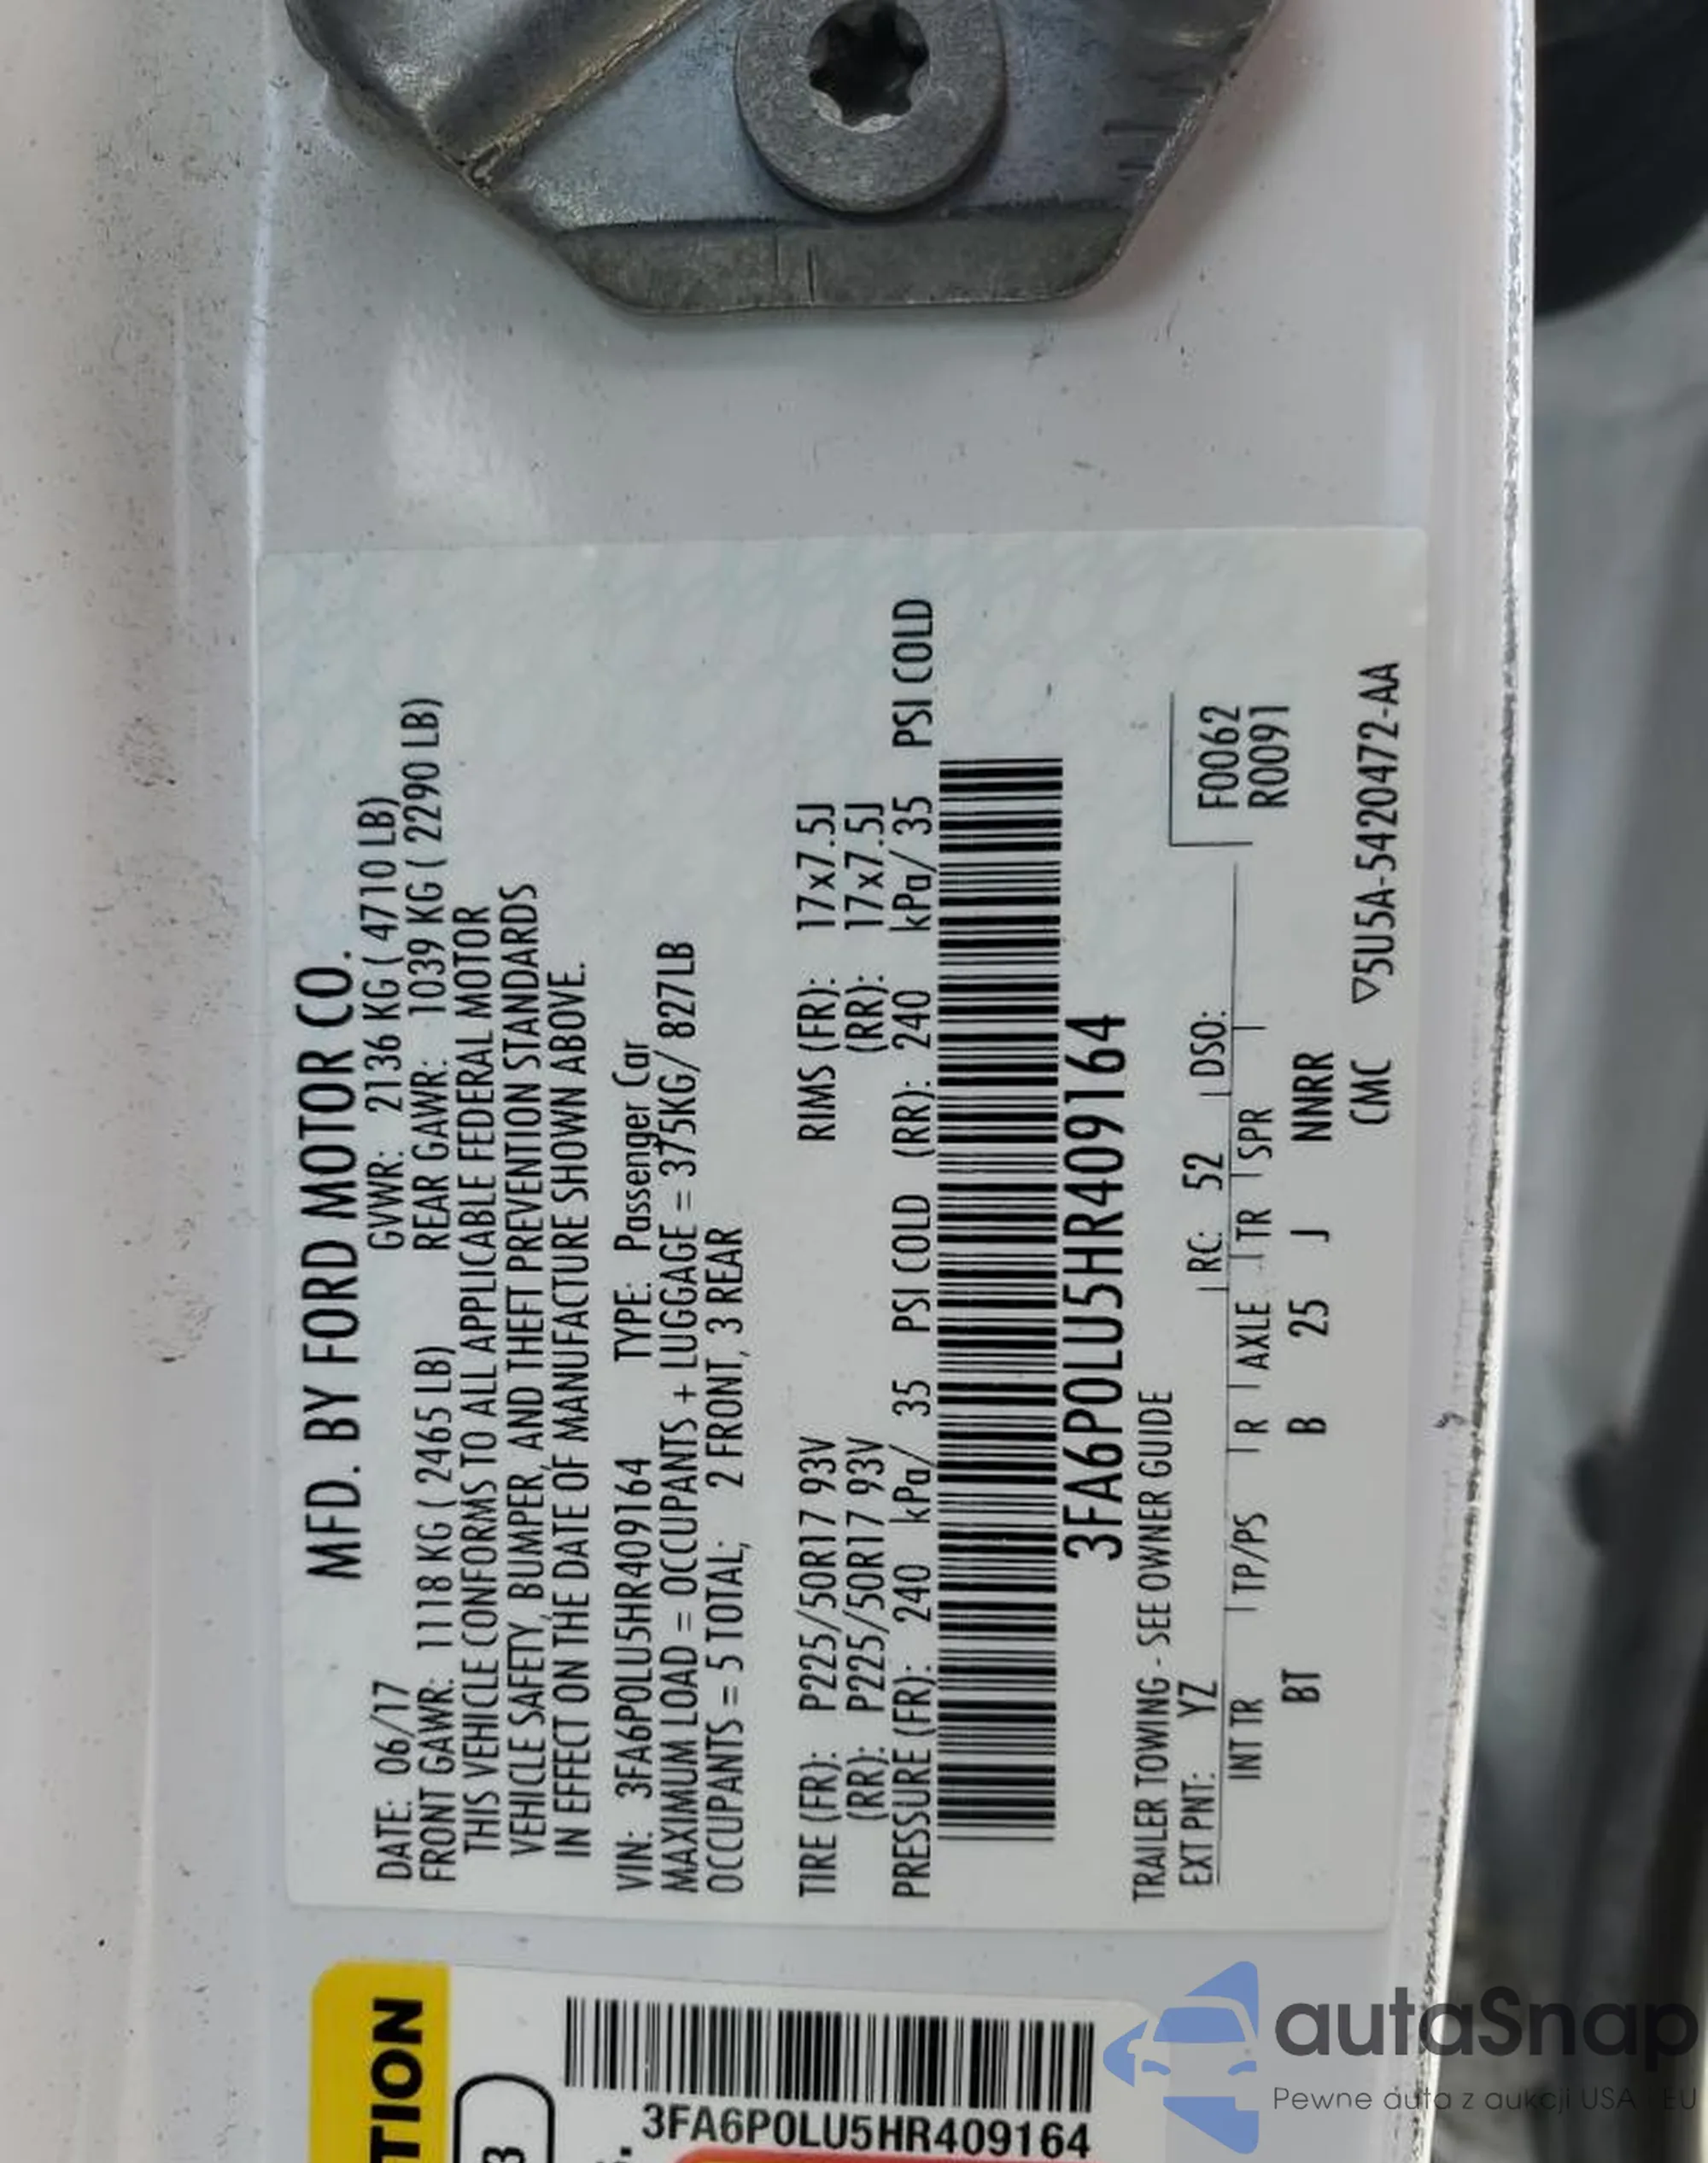 MFD. BY FORD MOTOR CO.
DATE: 06/17 GVWR: 2136 KG ( 4710 LB)
FRONT GAWR: 1118 KG ( 2465 LB) REAR GAWR: 1039 KG ( 2290 LB)
THIS VEHICLE CONFORMS TO ALL APPLICABLE FEDERAL MOTOR
VEHICLE SAFETY, BUMPER, AND THEFT PREVENTION STANDARDS
IN EFFECT ON THE DATE OF MANUFACTURE SHOWN ABOVE.
VIN: 3FA6P0LU5HR409164 TYPE: Passenger Car
MAXIMUM LOAD = OCCUPANTS + LUGGAGE = 375KG/ 827LB
OCCUPANTS = 5 TOTAL; 2 FRONT, 3 REAR
TIRE (FR): P225/50R17 93V RIMS (FR): 17x7.5J
(RR): P225/50R17 93V (RR): 17x7.5J
PRESSURE (FR): 240 kPa/ 35 PSI COLD (RR): 240 kPa/ 35 PSI COLD
3FA6P0LU5HR409164
TRAILER TOWING - SEE OWNER GUIDE
EXT PNT: YZ RC: 52 DSO:
F0062
R0091
INT TR TP/PS R AXLE TR SPR
BT B 25 J NNRR
CMC ▽5U5A-5420472-AA
TION
3FA6P0LU5HR409164
autaSnap
Pewne auta z aukcji USA i EU